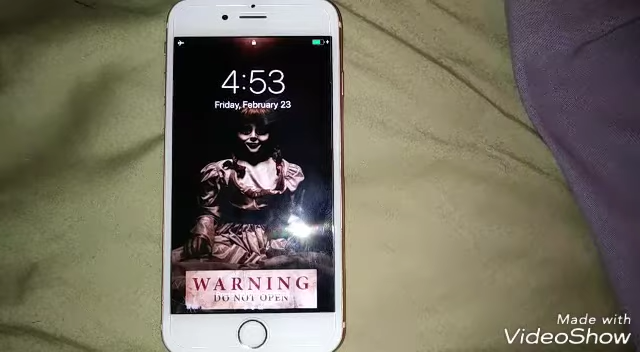 4:53
Friday, February 23
WARNING
DO NOT OPEN
Made with
VideoShow